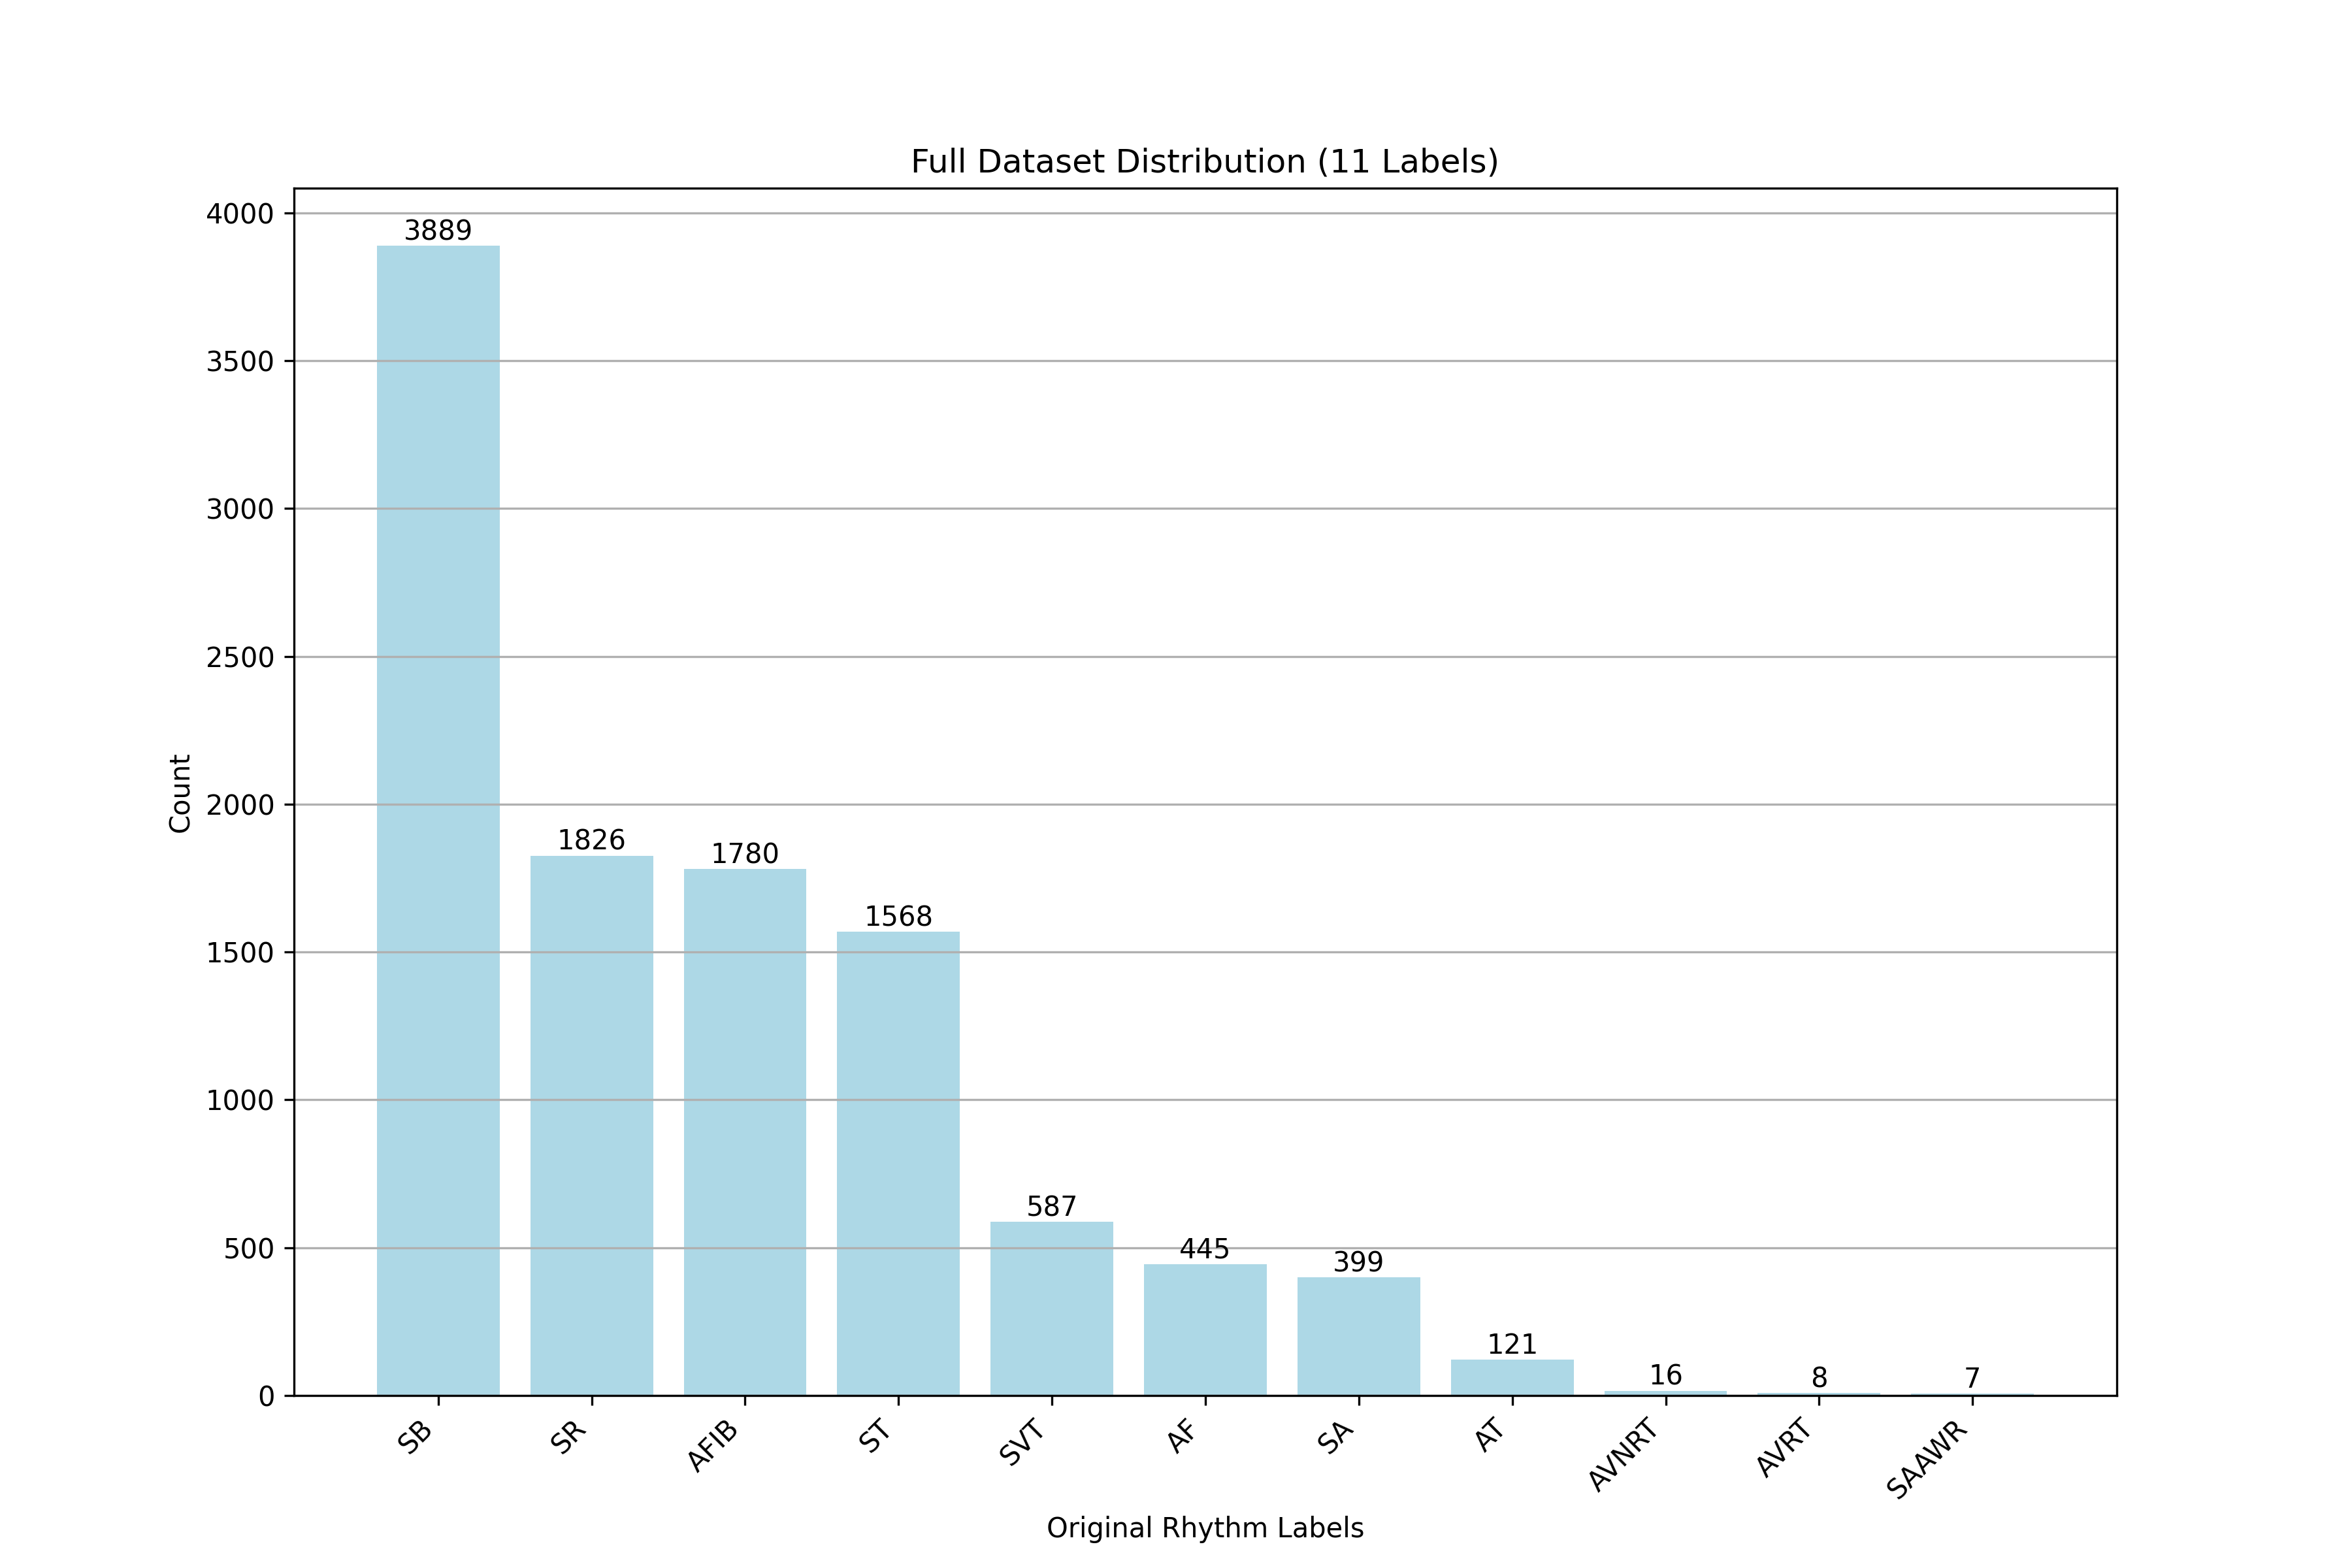 Full Dataset Distribution (11 Labels)
4000
3500
3000
2500
2000
1500
1000
500
0
Count
3889
1826
1780
1568
587
445
399
121
16
8
7
SB
SR
AFIB
ST
SVT
AF
SA
AT
AVNRT
AVRT
SAAWR
Original Rhythm Labels